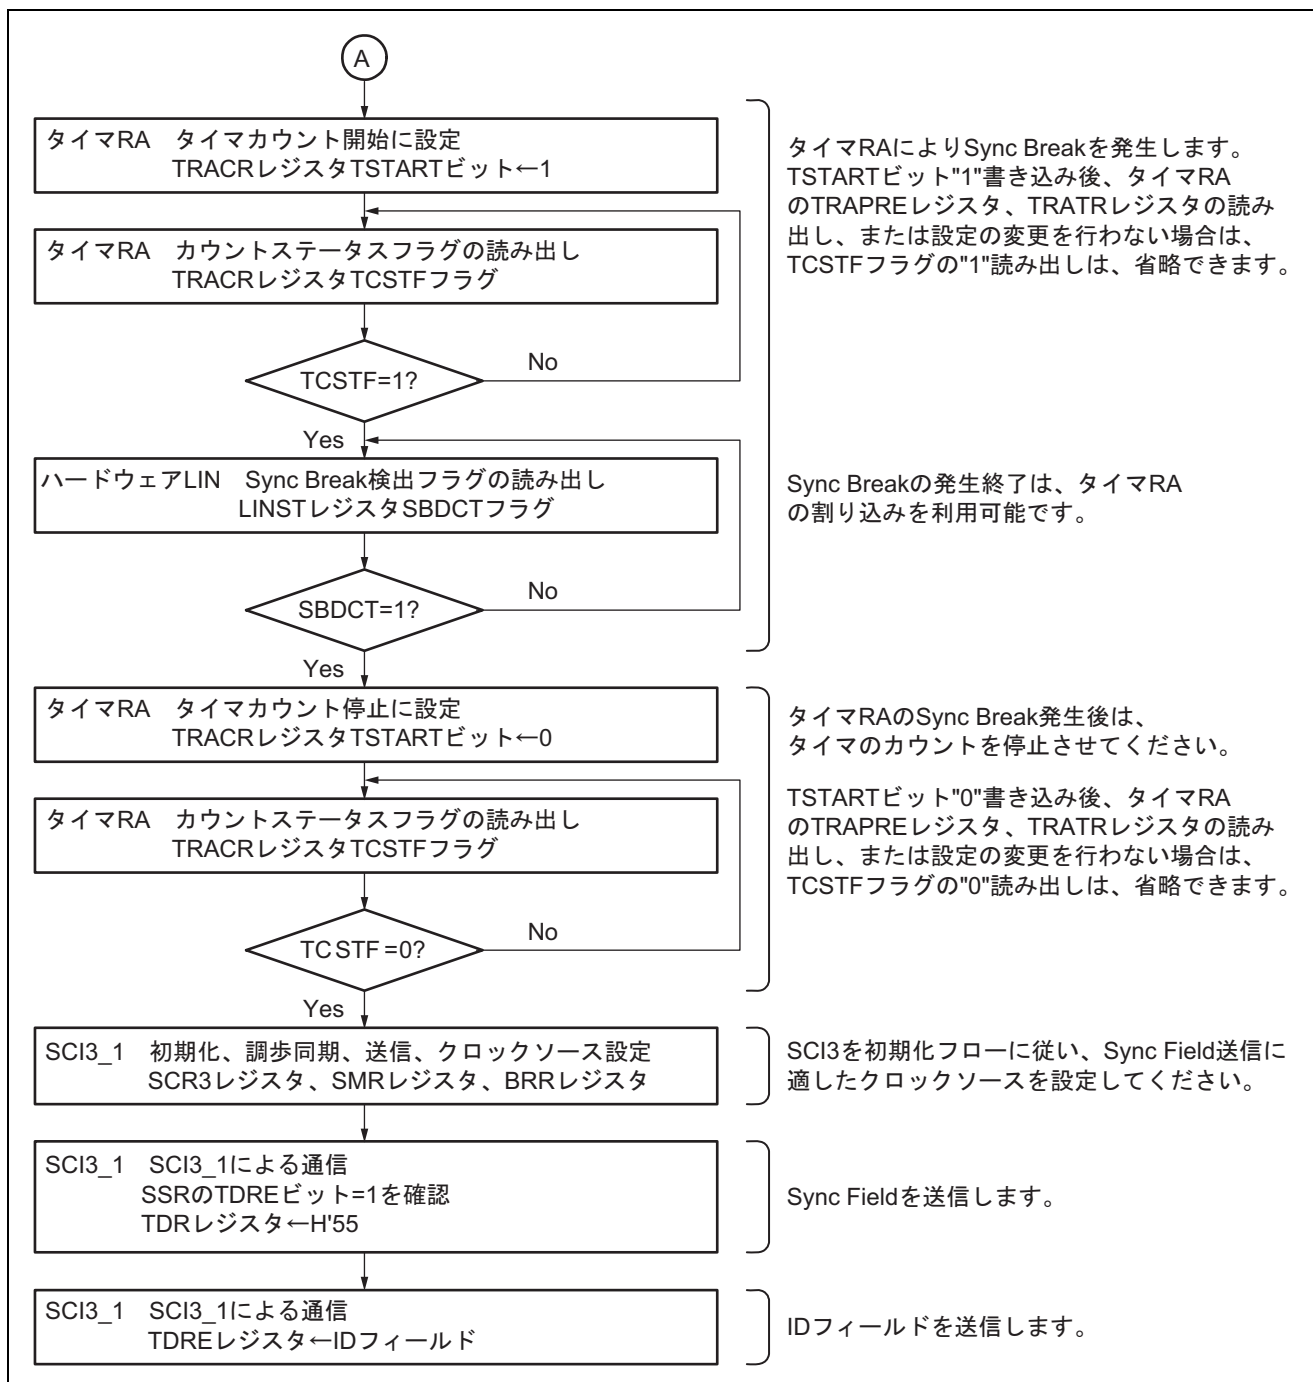 A
タイマRA　タイマカウント開始に設定
TRACRレジスタTSTARTビット←1
タイマRAによりSync Breakを発生します。
TSTARTビット"1"書き込み後、タイマRA
のTRAPREレジスタ、TRATRレジスタの読み
出し、または設定の変更を行わない場合は、
TCSTFフラグの"1"読み出しは、省略できます。
タイマRA　カウントステータスフラグの読み出し
TRACRレジスタTCSTFフラグ
TCSTF=1?
No
Yes
ハードウェアLIN　Sync Break検出フラグの読み出し
LINSTレジスタSBDCTフラグ
Sync Breakの発生終了は、タイマRA
の割り込みを利用可能です。
SBDCT=1?
No
Yes
タイマRA　タイマカウント停止に設定
TRACRレジスタTSTARTビット←0
タイマRAのSync Break発生後は、
タイマのカウントを停止させてください。
TSTARTビット"0"書き込み後、タイマRA
のTRAPREレジスタ、TRATRレジスタの読み
出し、または設定の変更を行わない場合は、
TCSTFフラグの"0"読み出しは、省略できます。
タイマRA　カウントステータスフラグの読み出し
TRACRレジスタTCSTFフラグ
TCSTF=0?
No
Yes
SCI3_1　初期化、調歩同期、送信、クロックソース設定
SCR3レジスタ、SMRレジスタ、BRRレジスタ
SCI3を初期化フローに従い、Sync Field送信に
適したクロックソースを設定してください。
SCI3_1　SCI3_1による通信
SSRのTDREビット=1を確認
TDRレジスタ←H'55
Sync Fieldを送信します。
SCI3_1　SCI3_1による通信
TDREレジスタ←IDフィールド
IDフィールドを送信します。